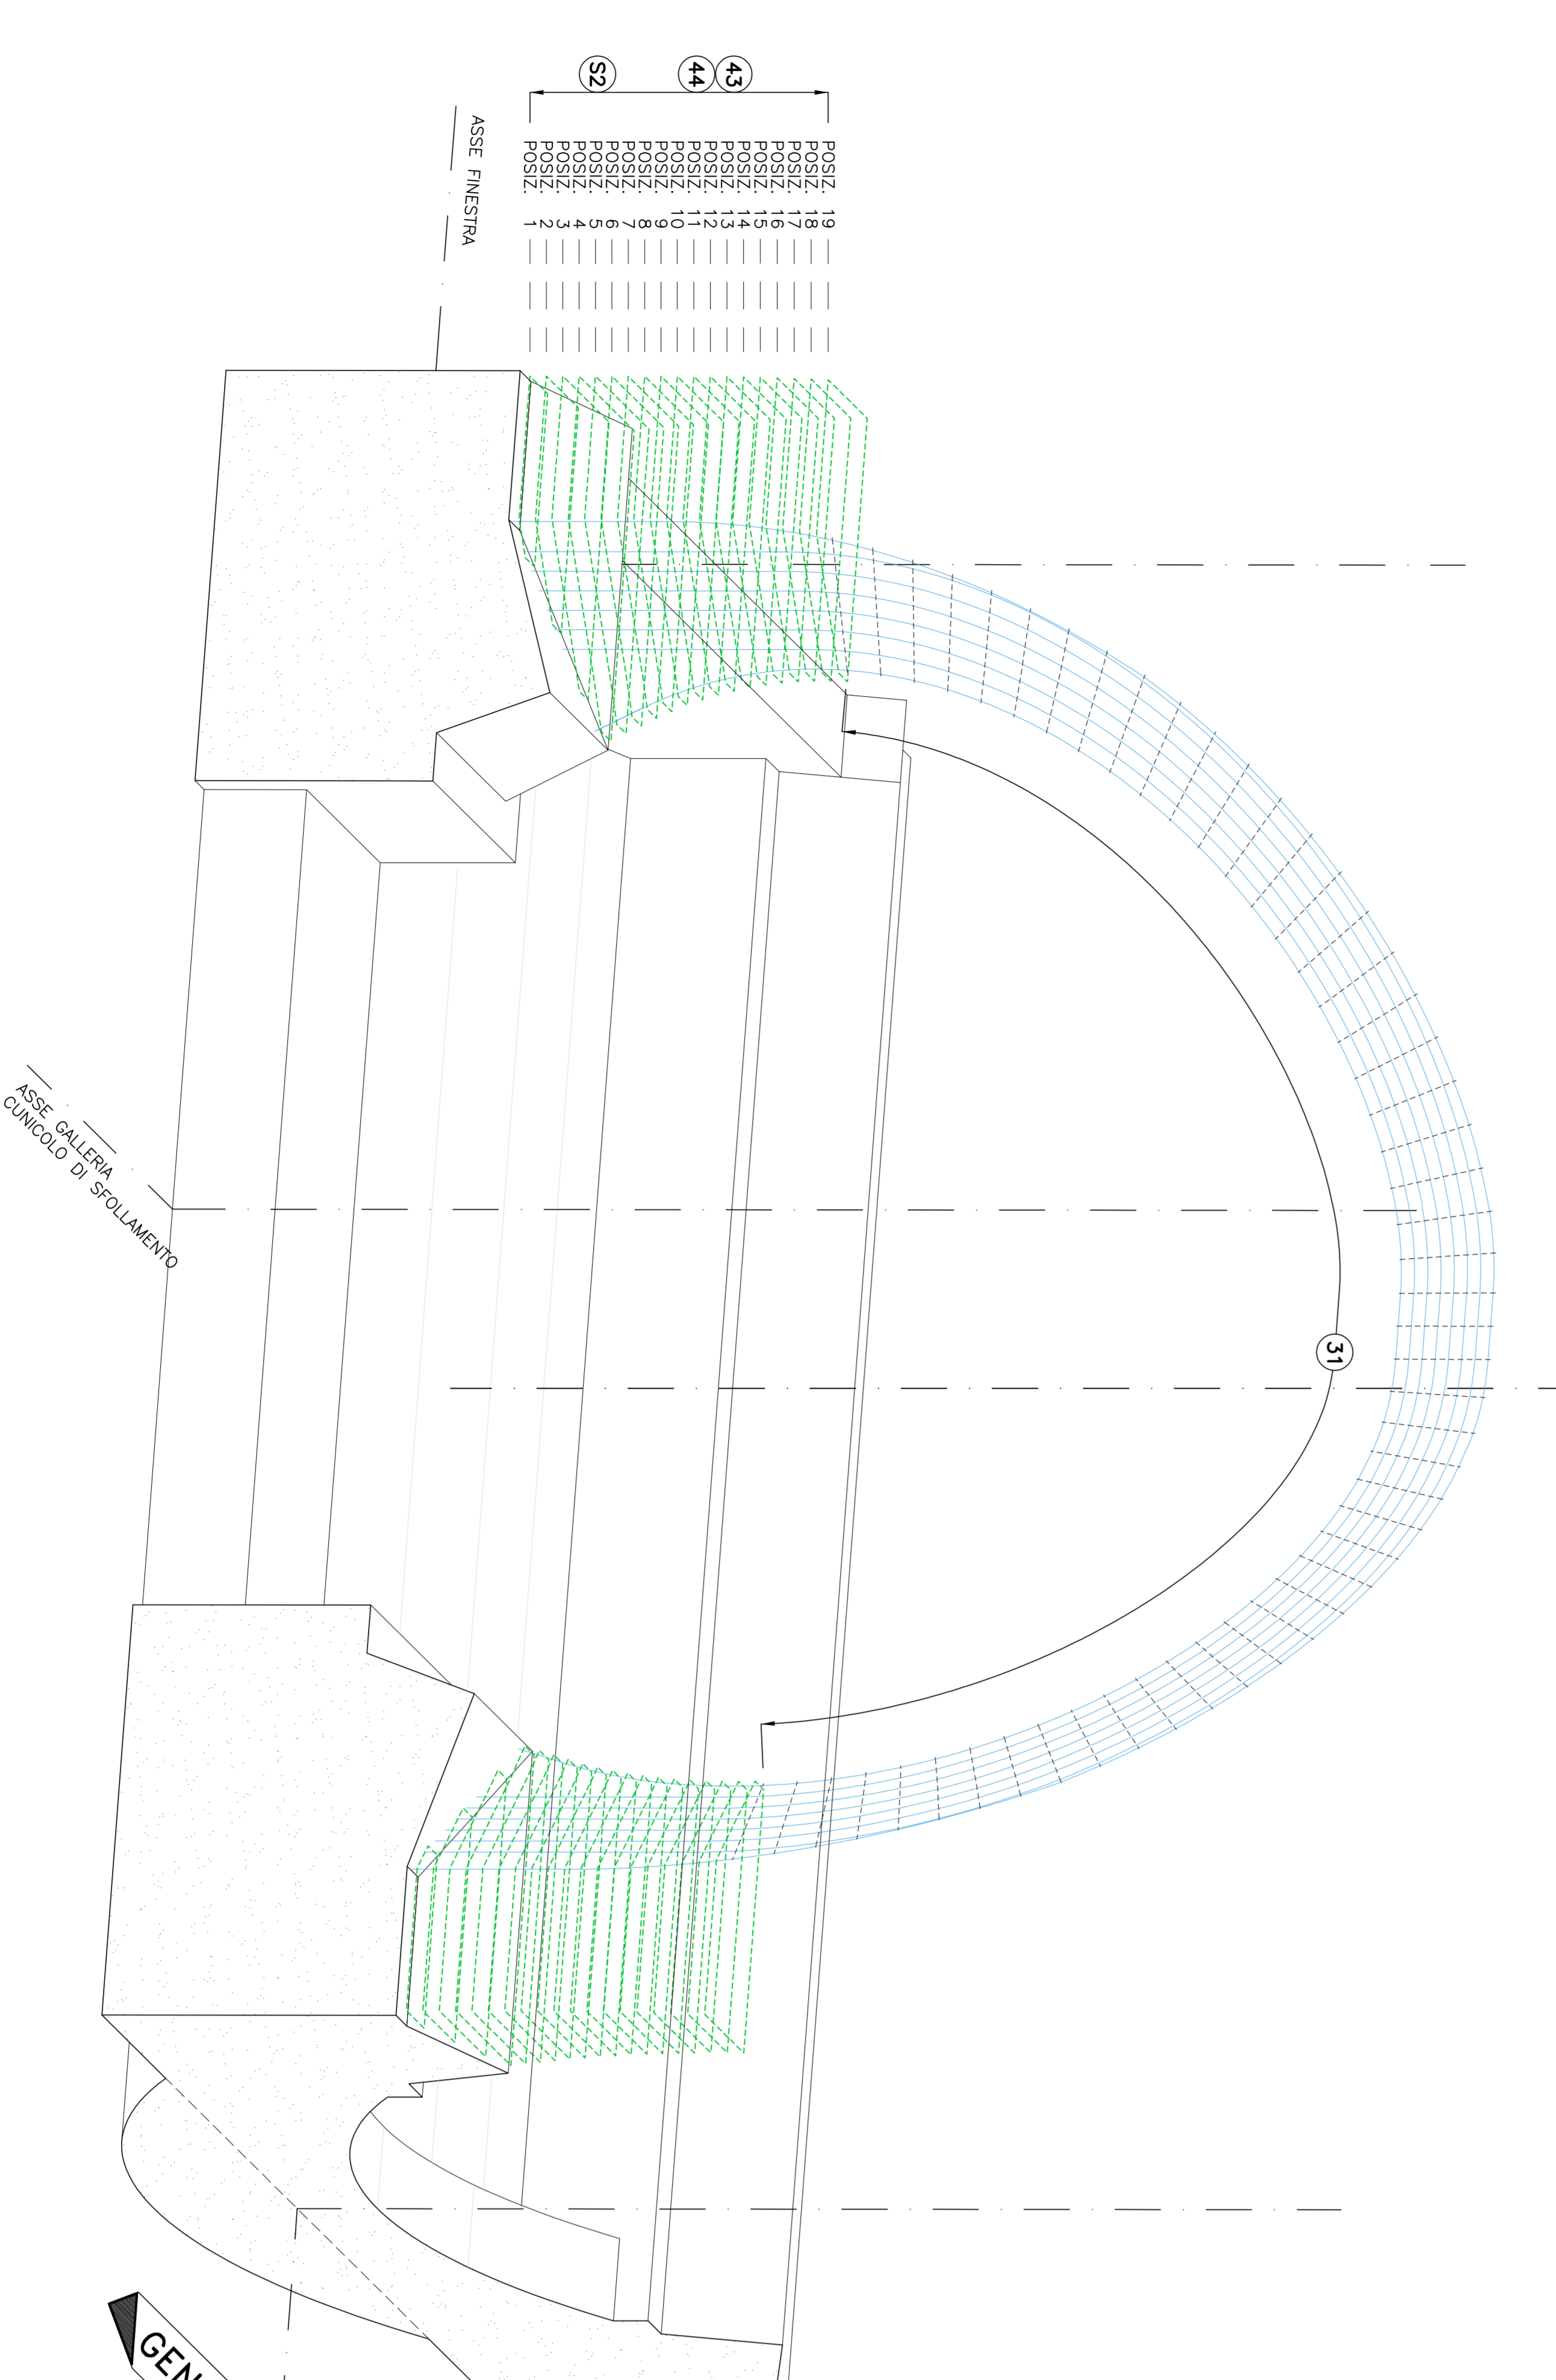 S2
44
43
POSIZ. 19
POSIZ. 18
POSIZ. 17
POSIZ. 16
POSIZ. 15
POSIZ. 14
POSIZ. 13
POSIZ. 12
POSIZ. 11
POSIZ. 10
POSIZ. 9
POSIZ. 8
POSIZ. 7
POSIZ. 6
POSIZ. 5
POSIZ. 4
POSIZ. 3
POSIZ. 2
POSIZ. 1
ASSE FINESTRA
31
ASSE GALLERIA
CUNICOLO DI SFOLLAMENTO